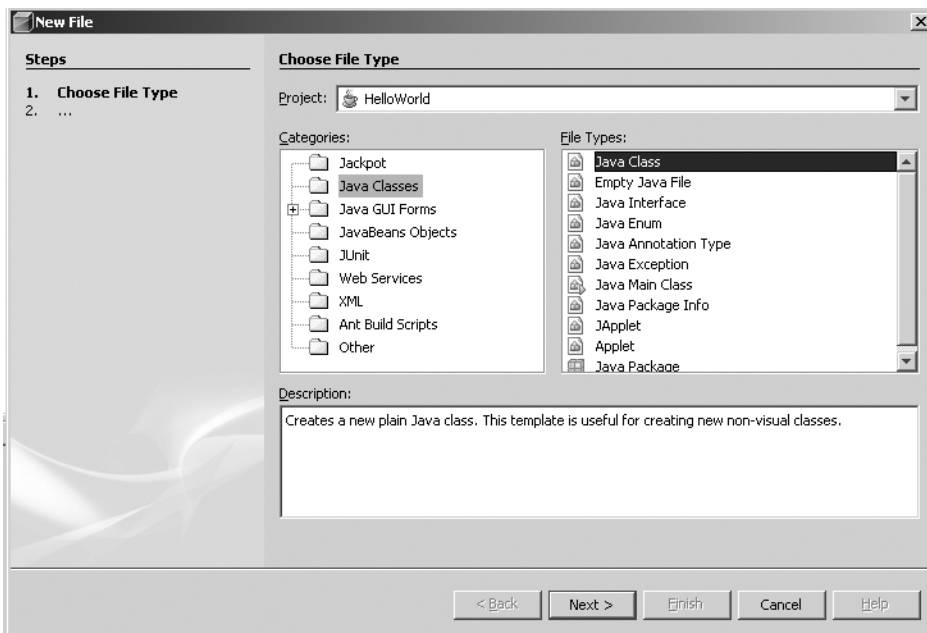 New File
Steps
1. Choose File Type
2. ...
Choose File Type
Project: HelloWorld
Categories:
Jackpot
Java Classes
Java GUI Forms
JavaBeans Objects
JUnit
Web Services
XML
Ant Build Scripts
Other
File Types:
Java Class
Empty Java File
Java Interface
Java Enum
Java Annotation Type
Java Exception
Java Main Class
Java Package Info
JApplet
Applet
Java Package
Description:
Creates a new plain Java class. This template is useful for creating new non-visual classes.
< Back Next > Finish Cancel Help